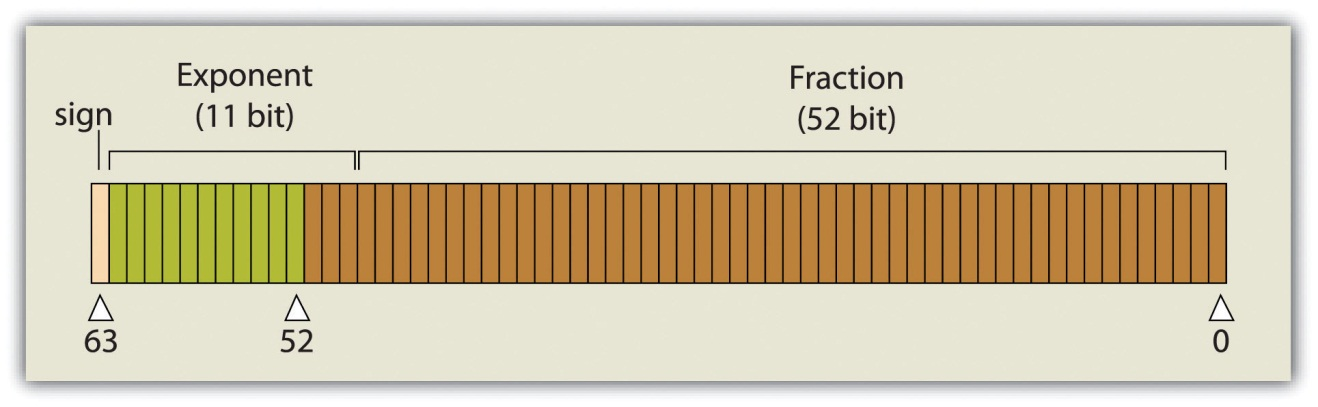 sign
Exponent
(11 bit)
Fraction
(52 bit)
63
52
0